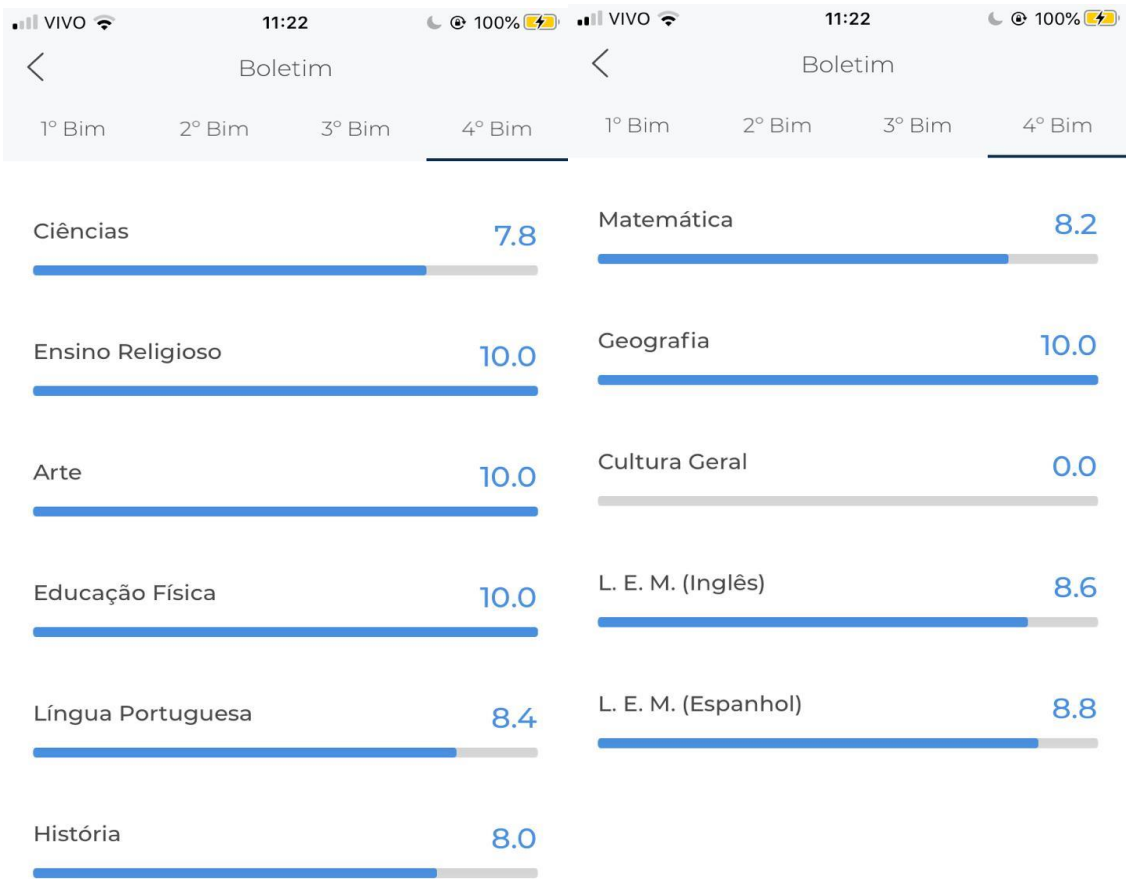 VIVO 11:22 100%
Boletim
1º Bim 2º Bim 3º Bim 4º Bim
Ciências 7.8
Ensino Religioso 10.0
Arte 10.0
Educação Física 10.0
Língua Portuguesa 8.4
História 8.0
VIVO 11:22 100%
Boletim
1º Bim 2º Bim 3º Bim 4º Bim
Matemática 8.2
Geografia 10.0
Cultura Geral 0.0
L. E. M. (Inglês) 8.6
L. E. M. (Espanhol) 8.8